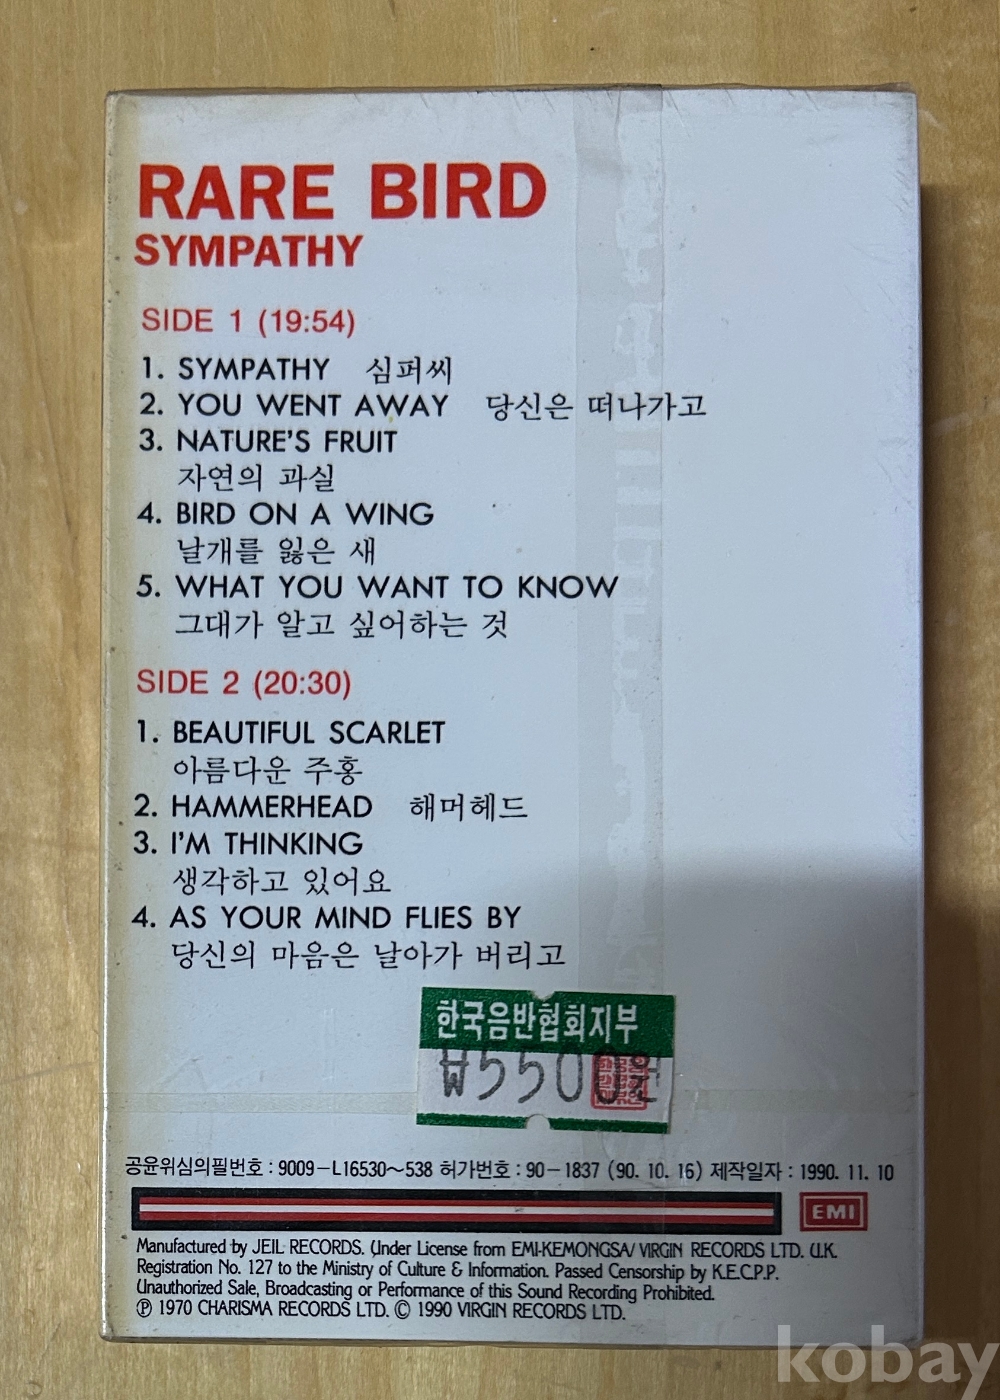 RARE BIRD
SYMPATHY
SIDE 1 (19:54)
1. SYMPATHY 심퍼씨
2. YOU WENT AWAY 당신은 떠나가고
3. NATURE'S FRUIT
자연의 과실
4. BIRD ON A WING
날개를 잃은 새
5. WHAT YOU WANT TO KNOW
그대가 알고 싶어하는 것
SIDE 2 (20:30)
1. BEAUTIFUL SCARLET
아름다운 주홍
2. HAMMERHEAD 해머헤드
3. I'M THINKING
생각하고 있어요
4. AS YOUR MIND FLIES BY
당신의 마음은 날아가 버리고
한국음반협회지부
₩5500원
공윤위심의필번호 : 9009-L16530~538 허가번호 : 90-1837 (90. 10. 16) 제작일자 : 1990. 11. 10
EMI
Manufactured by JEIL RECORDS. Under License from EMI-KEMONGSA/ VIRGIN RECORDS LTD. U.K.
Registration No. 127 to the Ministry of Culture & Information. Passed Censorship by K.E.C.P.P.
Unauthorized Sale, Broadcasting or Performance of this Sound Recording Prohibited.
℗ 1970 CHARISMA RECORDS LTD. © 1990 VIRGIN RECORDS LTD.
kobay